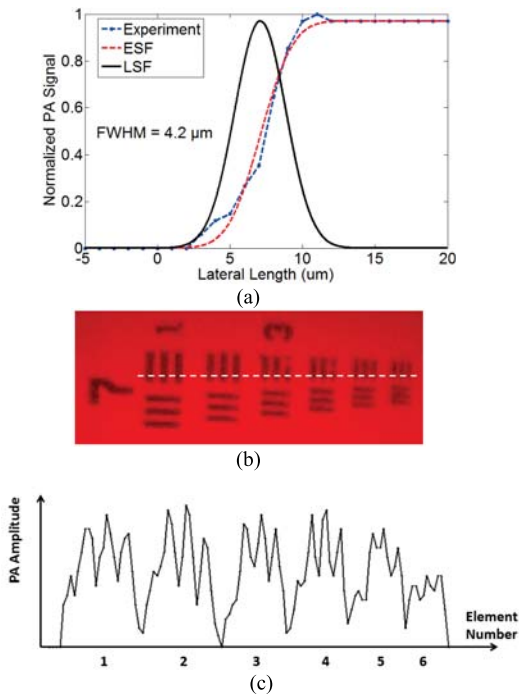 1
0.8
0.6
0.4
0.2
0
Normalized PA Signal
Experiment
ESF
LSF
FWHM = 4.2 μm
-5 0 5 10 15 20
Lateral Length (um)
(a)
(b)
PA Amplitude
Element
Number
1 2 3 4 5 6
(c)